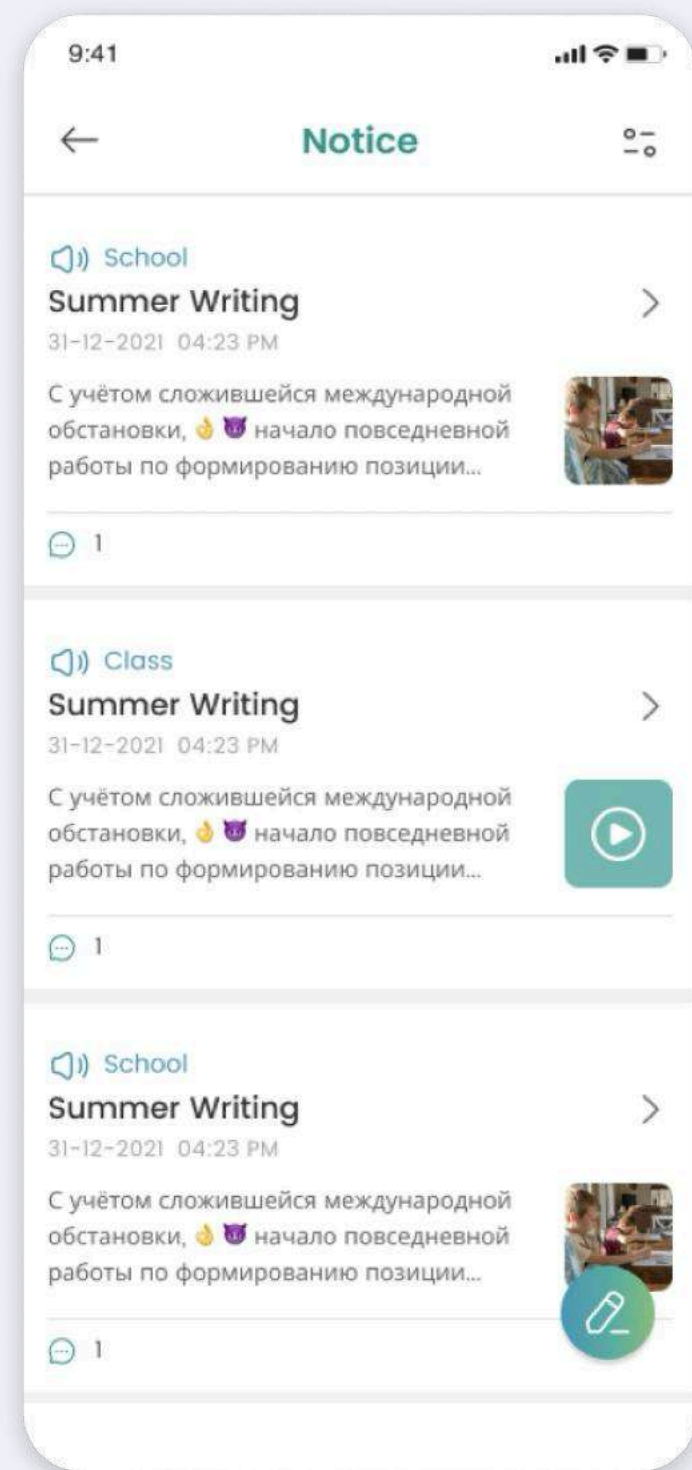 9:41
Notice
School
Summer Writing
31-12-2021 04:23 PM
С учётом сложившейся международной
обстановки, 👌 😈 начало повседневной
работы по формированию позиции...
1
Class
Summer Writing
31-12-2021 04:23 PM
С учётом сложившейся международной
обстановки, 👌 😈 начало повседневной
работы по формированию позиции...
1
School
Summer Writing
31-12-2021 04:23 PM
С учётом сложившейся международной
обстановки, 👌 😈 начало повседневной
работы по формированию позиции...
1